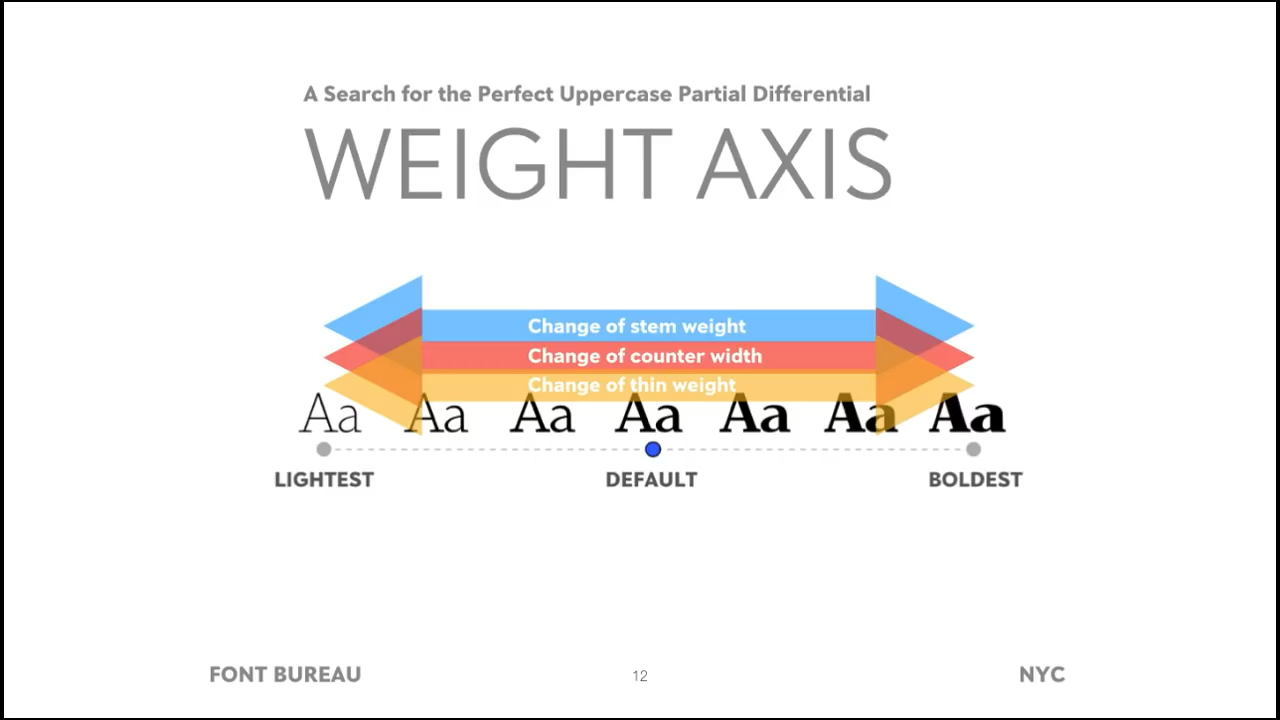 A Search for the Perfect Uppercase Partial Differential
WEIGHT AXIS
Change of stem weight
Change of counter width
Change of thin weight
Aa Aa Aa Aa Aa Aa Aa
LIGHTEST DEFAULT BOLDEST
FONT BUREAU 12 NYC